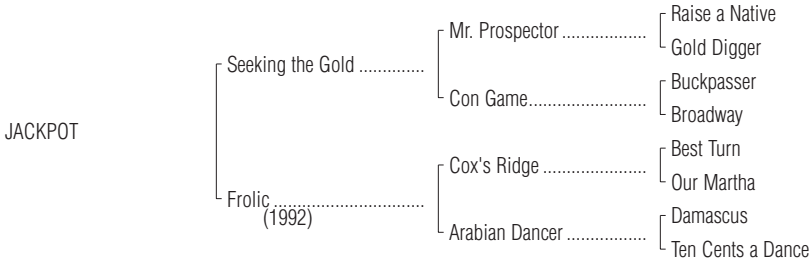 Raise a Native
Mr. Prospector ..................
Gold Digger
Seeking the Gold ..............
Buckpasser
Con Game.........................
Broadway
JACKPOT
Best Turn
Cox's Ridge ......................
Our Martha
Frolic ................................
(1992)
Damascus
Arabian Dancer .................
Ten Cents a Dance